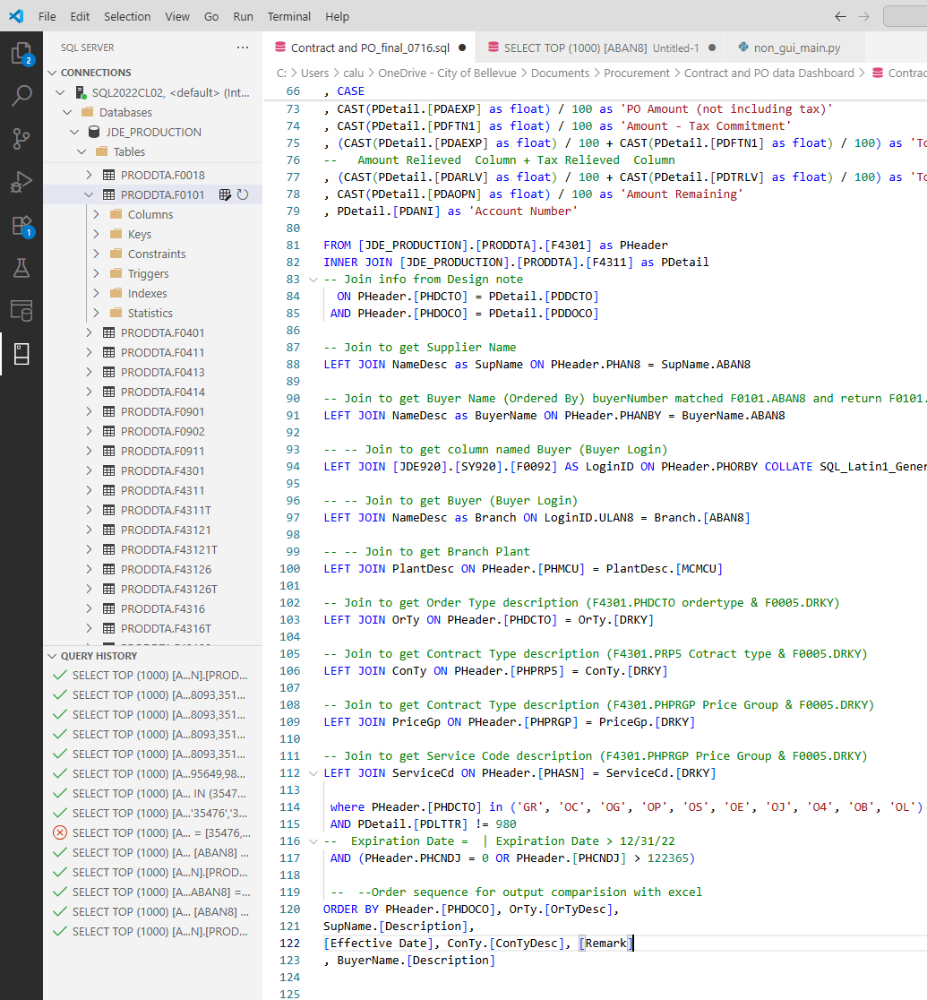 File Edit Selection View Go Run Terminal Help
SQL SERVER
CONNECTIONS
SQL2022CL02, <default> (Int...
Databases
JDE_PRODUCTION
Tables
PRODDTA.F0018
PRODDTA.F0101
Columns
Keys
Constraints
Triggers
Indexes
Statistics
PRODDTA.F0401
PRODDTA.F0411
PRODDTA.F0413
PRODDTA.F0414
PRODDTA.F0901
PRODDTA.F0902
PRODDTA.F0911
PRODDTA.F4301
PRODDTA.F4311
PRODDTA.F4311T
PRODDTA.F43121
PRODDTA.F43121T
PRODDTA.F43126
PRODDTA.F43126T
PRODDTA.F4316
PRODDTA.F4316T
QUERY HISTORY
SELECT TOP (1000) [A...N].[PROD...
SELECT TOP (1000) [A...8093,351...
SELECT TOP (1000) [A...8093,351...
SELECT TOP (1000) [A...8093,351...
SELECT TOP (1000) [A...8093,351...
SELECT TOP (1000) [A...95649,98...
SELECT TOP (1000) [A... IN (3547...
SELECT TOP (1000) [A...'35476','3...
SELECT TOP (1000) [A... = [35476,...
SELECT TOP (1000) [A... [ABAN8] ...
SELECT TOP (1000) [A...N].[PROD...
SELECT TOP (1000) [A...ABAN8] =...
SELECT TOP (1000) [A... [ABAN8] ...
SELECT TOP (1000) [A...N].[PROD...
2
1
Contract and PO_final_0716.sql ● SELECT TOP (1000) [ABAN8] Untitled-1 ● non_gui_main.py
C: > Users > calu > OneDrive - City of Bellevue > Documents > Procurement > Contract and PO data Dashboard > Contrac
66 , CASE
73 , CAST(PDetail.[PDAEXP] as float) / 100 as 'PO Amount (not including tax)'
74 , CAST(PDetail.[PDFTN1] as float) / 100 as 'Amount - Tax Commitment'
75 , (CAST(PDetail.[PDAEXP] as float) / 100 + CAST(PDetail.[PDFTN1] as float) / 100) as 'To
76 --   Amount Relieved  Column + Tax Relieved  Column
77 , (CAST(PDetail.[PDARLV] as float) / 100 + CAST(PDetail.[PDTRLV] as float) / 100) as 'To
78 , CAST(PDetail.[PDAOPN] as float) / 100 as 'Amount Remaining'
79 , PDetail.[PDANI] as 'Account Number'
80
81 FROM [JDE_PRODUCTION].[PRODDTA].[F4301] as PHeader
82 INNER JOIN [JDE_PRODUCTION].[PRODDTA].[F4311] as PDetail
83 -- Join info from Design note
84 ON PHeader.[PHDCTO] = PDetail.[PDDCTO]
85 AND PHeader.[PHDOCO] = PDetail.[PDDOCO]
86
87 -- Join to get Supplier Name
88 LEFT JOIN NameDesc as SupName ON PHeader.PHAN8 = SupName.ABAN8
89
90 -- Join to get Buyer Name (Ordered By) buyerNumber matched F0101.ABAN8 and return F0101.
91 LEFT JOIN NameDesc as BuyerName ON PHeader.PHANBY = BuyerName.ABAN8
92
93 -- -- Join to get column named Buyer (Buyer Login)
94 LEFT JOIN [JDE920].[SY920].[F0092] AS LoginID ON PHeader.PHORBY COLLATE SQL_Latin1_Gener
95
96 -- -- Join to get Buyer (Buyer Login)
97 LEFT JOIN NameDesc as Branch ON LoginID.ULAN8 = Branch.[ABAN8]
98
99 -- -- Join to get Branch Plant
100 LEFT JOIN PlantDesc ON PHeader.[PHMCU] = PlantDesc.[MCMCU]
101
102 -- Join to get Order Type description (F4301.PHDCTO ordertype & F0005.DRKY)
103 LEFT JOIN OrTy ON PHeader.[PHDCTO] = OrTy.[DRKY]
104
105 -- Join to get Contract Type description (F4301.PRP5 Cotract type & F0005.DRKY)
106 LEFT JOIN ConTy ON PHeader.[PHPRP5] = ConTy.[DRKY]
107
108 -- Join to get Contract Type description (F4301.PHPRGP Price Group & F0005.DRKY)
109 LEFT JOIN PriceGp ON PHeader.[PHPRGP] = PriceGp.[DRKY]
110
111 -- Join to get Service Code description (F4301.PHPRGP Price Group & F0005.DRKY)
112 LEFT JOIN ServiceCd ON PHeader.[PHASN] = ServiceCd.[DRKY]
113
114 where PHeader.[PHDCTO] in ('GR', 'OC', 'OG', 'OP', 'OS', 'OE', 'OJ', 'O4', 'OB', 'OL')
115 AND PDetail.[PDLTTR] != 980
116 --  Expiration Date =  | Expiration Date > 12/31/22
117 AND (PHeader.PHCNDJ = 0 OR PHeader.[PHCNDJ] > 122365)
118
119 --  --Order sequence for output comparision with excel
120 ORDER BY PHeader.[PHDOCO], OrTy.[OrTyDesc],
121 SupName.[Description],
122 [Effective Date], ConTy.[ConTyDesc], [Remark]
123 , BuyerName.[Description]
124
125